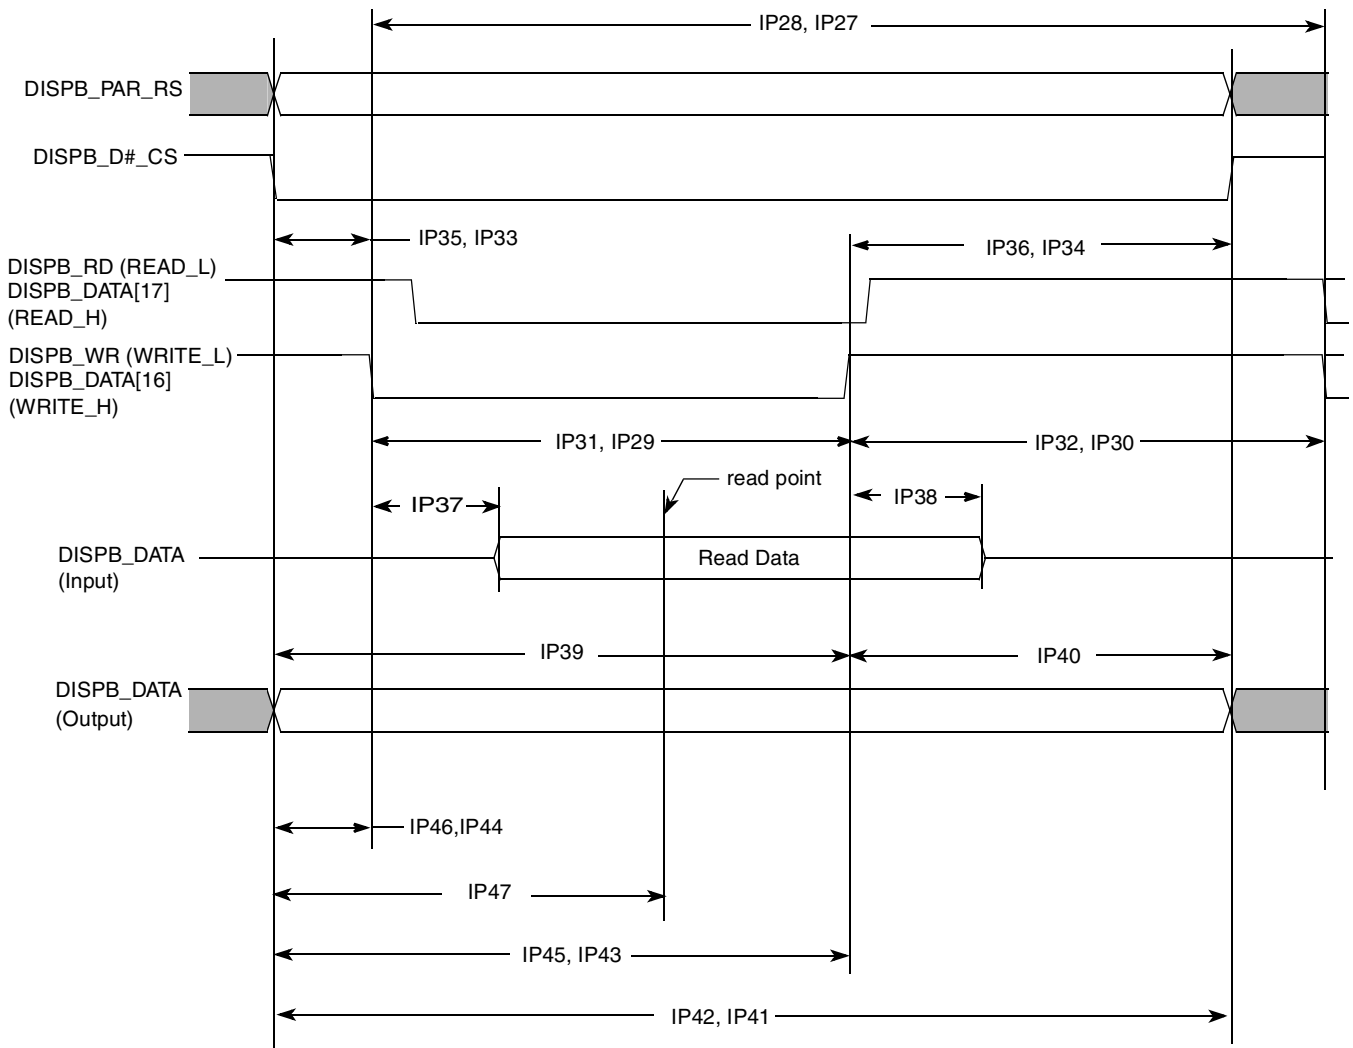 IP28, IP27
DISPB_PAR_RS
DISPB_D#_CS
IP35, IP33
IP36, IP34
DISPB_RD (READ_L)
DISPB_DATA[17]
(READ_H)
DISPB_WR (WRITE_L)
DISPB_DATA[16]
(WRITE_H)
IP31, IP29
IP32, IP30
read point
IP37
IP38
DISPB_DATA
(Input)
Read Data
IP39
IP40
DISPB_DATA
(Output)
IP46,IP44
IP47
IP45, IP43
IP42, IP41